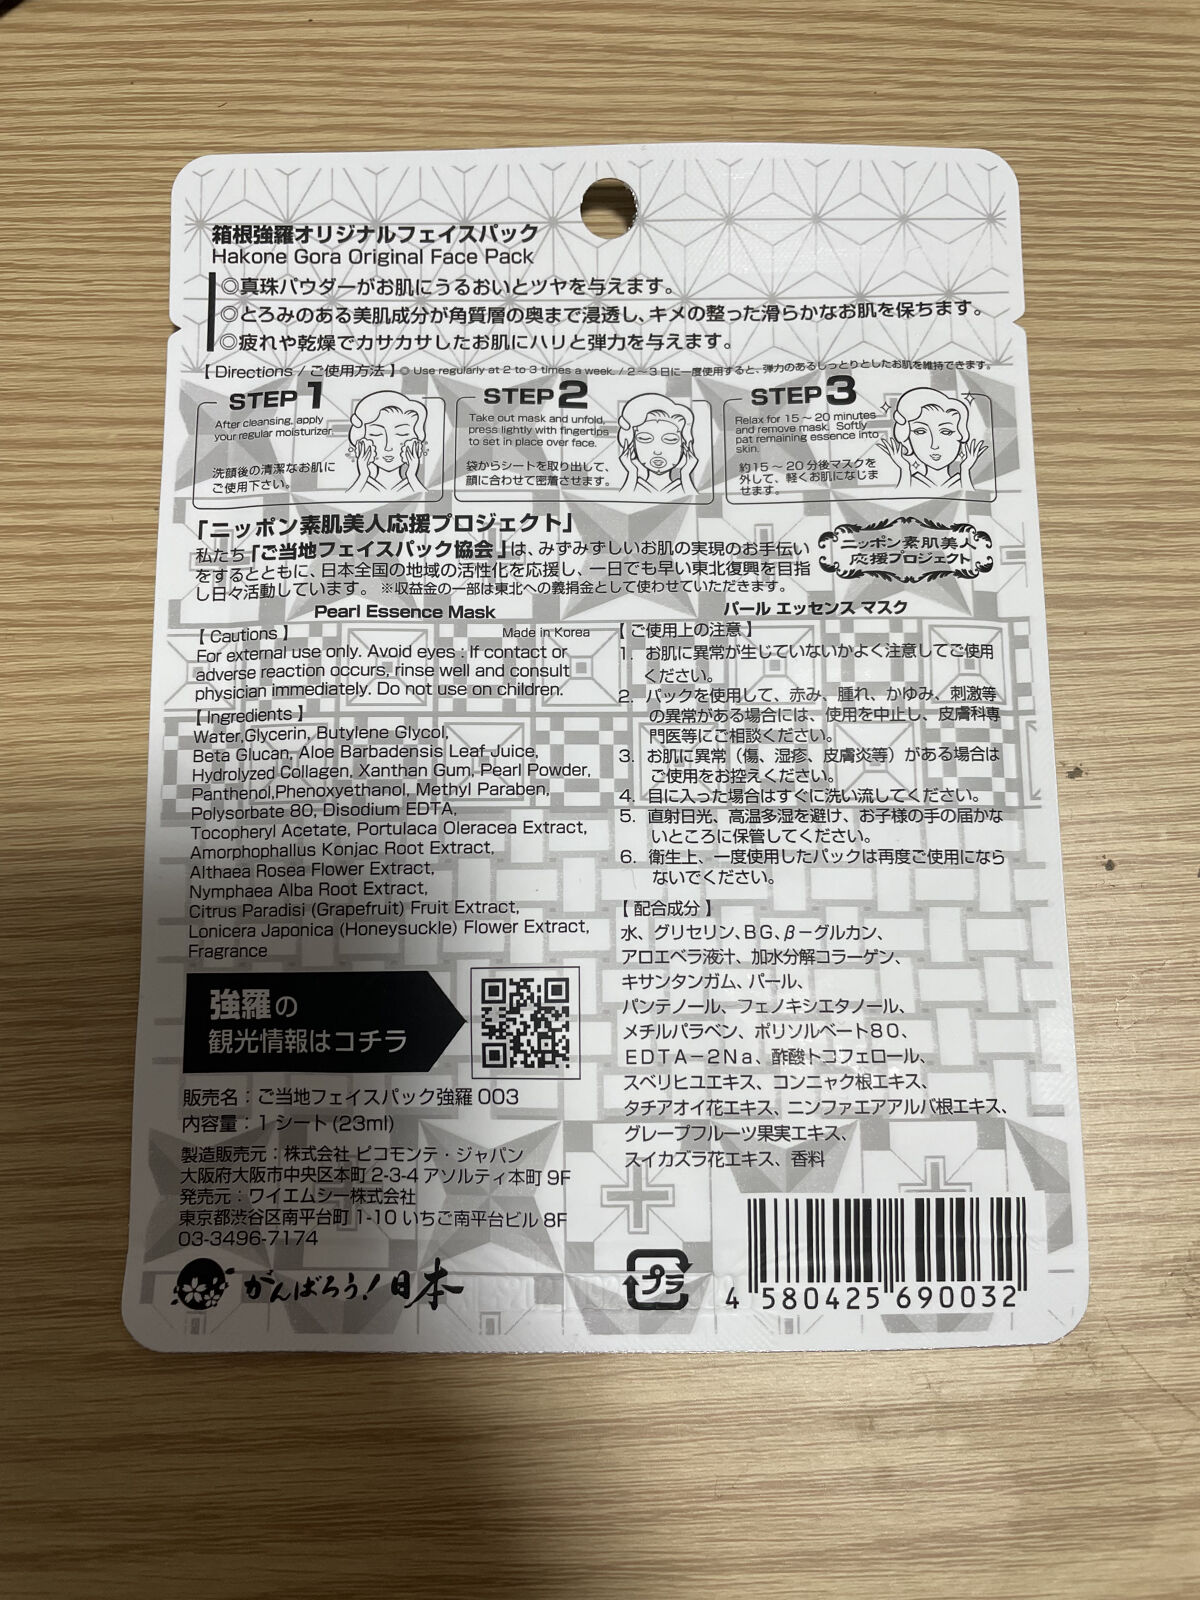 箱根強羅オリジナルフェイスパック
Hakone Gora Original Face Pack
◎真珠パウダーがお肌にうるおいとツヤを与えます。
◎とろみのある美肌成分が角質層の奥まで浸透し、キメの整った滑らかなお肌を保ちます。
◎疲れや乾燥でカサカサしたお肌にハリと弾力を与えます。
【 Directions / ご使用方法 】◎ Use regularly at 2 to 3 times a week. / 2～3日に一度使用すると、弾力のあるしっとりとしたお肌を維持できます。
STEP 1
After cleansing, apply
your regular moisturizer.
洗顔後の清潔なお肌に
ご使用下さい。
STEP 2
Take out mask and unfold,
press lightly with fingertips
to set in place over face.
袋からシートを取り出して、
顔に合わせて密着させます。
STEP 3
Relax for 15 ～ 20 minutes
and remove mask. Softly
pat remaining essence into
skin.
約15～20分後マスクを
外して、軽くお肌になじま
せます。
「ニッポン素肌美人応援プロジェクト」
私たち「ご当地フェイスパック協会」は、みずみずしいお肌の実現のお手伝い
をするとともに、日本全国の地域の活性化を応援し、一日でも早い東北復興を目指
し日々活動しています。 ※収益金の一部は東北への義捐金として使わせていただきます。
ニッポン素肌美人
応援プロジェクト
Pearl Essence Mask
【 Cautions 】
Made in Korea
For external use only. Avoid eyes : If contact or
adverse reaction occurs, rinse well and consult
physician immediately. Do not use on children.
【 Ingredients 】
Water,Glycerin, Butylene Glycol,
Beta Glucan, Aloe Barbadensis Leaf Juice,
Hydrolyzed Collagen, Xanthan Gum, Pearl Powder,
Panthenol,Phenoxyethanol, Methyl Paraben,
Polysorbate 80, Disodium EDTA,
Tocopheryl Acetate, Portulaca Oleracea Extract,
Amorphophallus Konjac Root Extract,
Althaea Rosea Flower Extract,
Nymphaea Alba Root Extract,
Citrus Paradisi (Grapefruit) Fruit Extract,
Lonicera Japonica (Honeysuckle) Flower Extract,
Fragrance
パール エッセンス マスク
【 ご使用上の注意 】
1. お肌に異常が生じていないかよく注意してご使用
ください。
2. パックを使用して、赤み、腫れ、かゆみ、刺激等
の異常がある場合には、使用を中止し、皮膚科専
門医等にご相談ください。
3. お肌に異常（傷、湿疹、皮膚炎等）がある場合は
ご使用をお控えください。
4. 目に入った場合はすぐに洗い流してください。
5. 直射日光、高温多湿を避け、お子様の手の届かな
いところに保管してください。
6. 衛生上、一度使用したパックは再度ご使用になら
ないでください。
【 配合成分 】
水、グリセリン、BG、β－グルカン、
アロエベラ液汁、加水分解コラーゲン、
キサンタンガム、パール、
パンテノール、フェノキシエタノール、
メチルパラベン、ポリソルベート80、
EDTA－2Na、酢酸トコフェロール、
スベリヒユエキス、コンニャク根エキス、
タチアオイ花エキス、ニンファエアアルバ根エキス、
グレープフルーツ果実エキス、
スイカズラ花エキス、香料
強羅の
観光情報はコチラ
販売名：ご当地フェイスパック強羅 003
内容量：1 シート (23ml)
製造販売元：株式会社 ピコモンテ・ジャパン
大阪府大阪市中央区本町 2-3-4 アソルティ本町 9F
発売元：ワイエムシー株式会社
東京都渋谷区南平台町 1-10 いちご南平台ビル 8F
03-3496-7174
がんばろう！日本
プラ
4 580425 690032